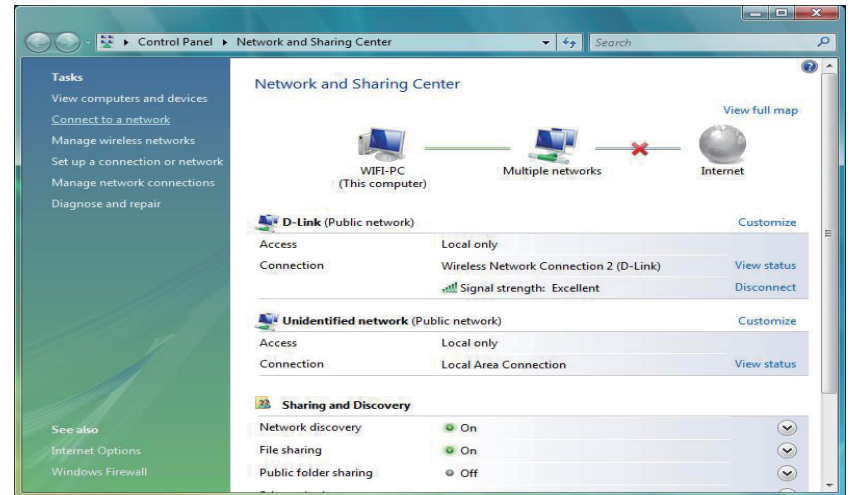 Control Panel ▸ Network and Sharing Center
Search
Tasks
View computers and devices
Connect to a network
Manage wireless networks
Set up a connection or network
Manage network connections
Diagnose and repair
See also
Internet Options
Windows Firewall
Network and Sharing Center
View full map
WIFI-PC
(This computer)
Multiple networks
Internet
D-Link (Public network) Customize
Access Local only
Connection Wireless Network Connection 2 (D-Link) View status
Signal strength: Excellent Disconnect
Unidentified network (Public network) Customize
Access Local only
Connection Local Area Connection View status
Sharing and Discovery
Network discovery On
File sharing On
Public folder sharing Off